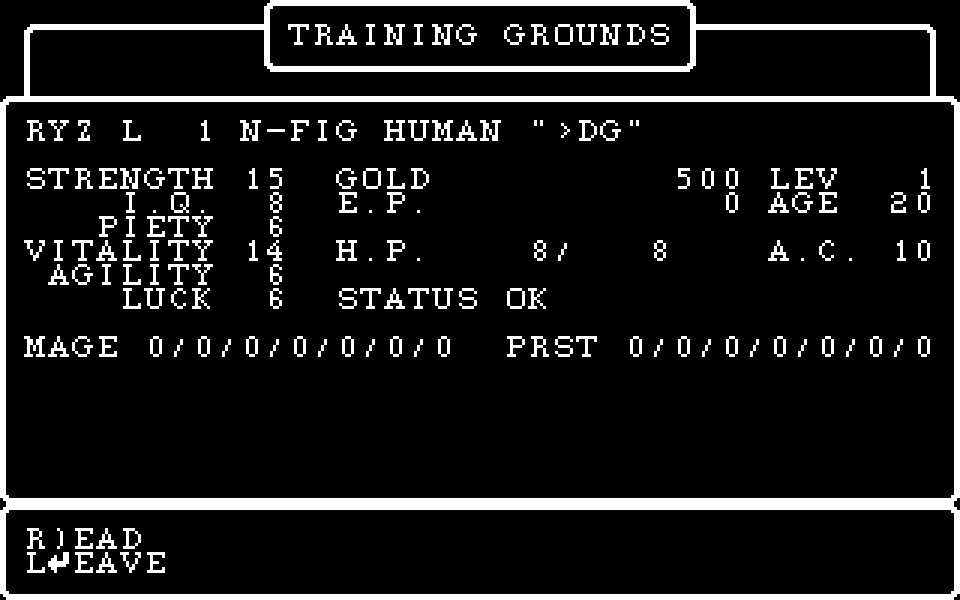 TRAINING GROUNDS
RYZ L 1 N-FIG HUMAN ">DG"
STRENGTH 15 GOLD 500 LEV 1
I.Q. 8 E.P. 0 AGE 20
PIETY 6
VITALITY 14 H.P. 8/ 8 A.C. 10
AGILITY 6
LUCK 6 STATUS OK
MAGE 0/0/0/0/0/0/0 PRST 0/0/0/0/0/0/0
R)EAD
L↵EAVE